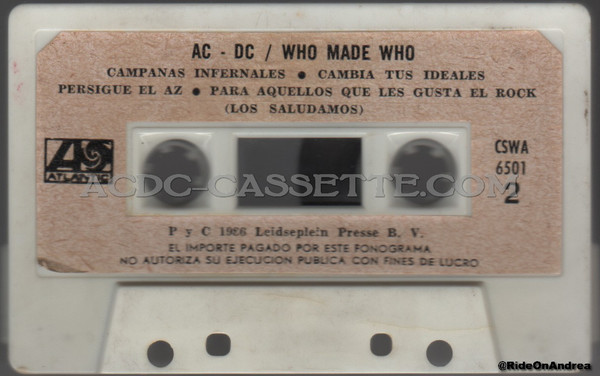 AC - DC / WHO MADE WHO
CAMPANAS INFERNALES ● CAMBIA TUS IDEALES
PERSIGUE EL AZ ● PARA AQUELLOS QUE LES GUSTA EL ROCK
(LOS SALUDAMOS)
ATLANTIC
CSWA
6501
2
ACDC-CASSETTE.COM
P y C 1986 Leidseplein Presse B. V.
EL IMPORTE PAGADO POR ESTE FONOGRAMA
NO AUTORIZA SU EJECUCION PUBLICA CON FINES DE LUCRO
@RideOnAndrea